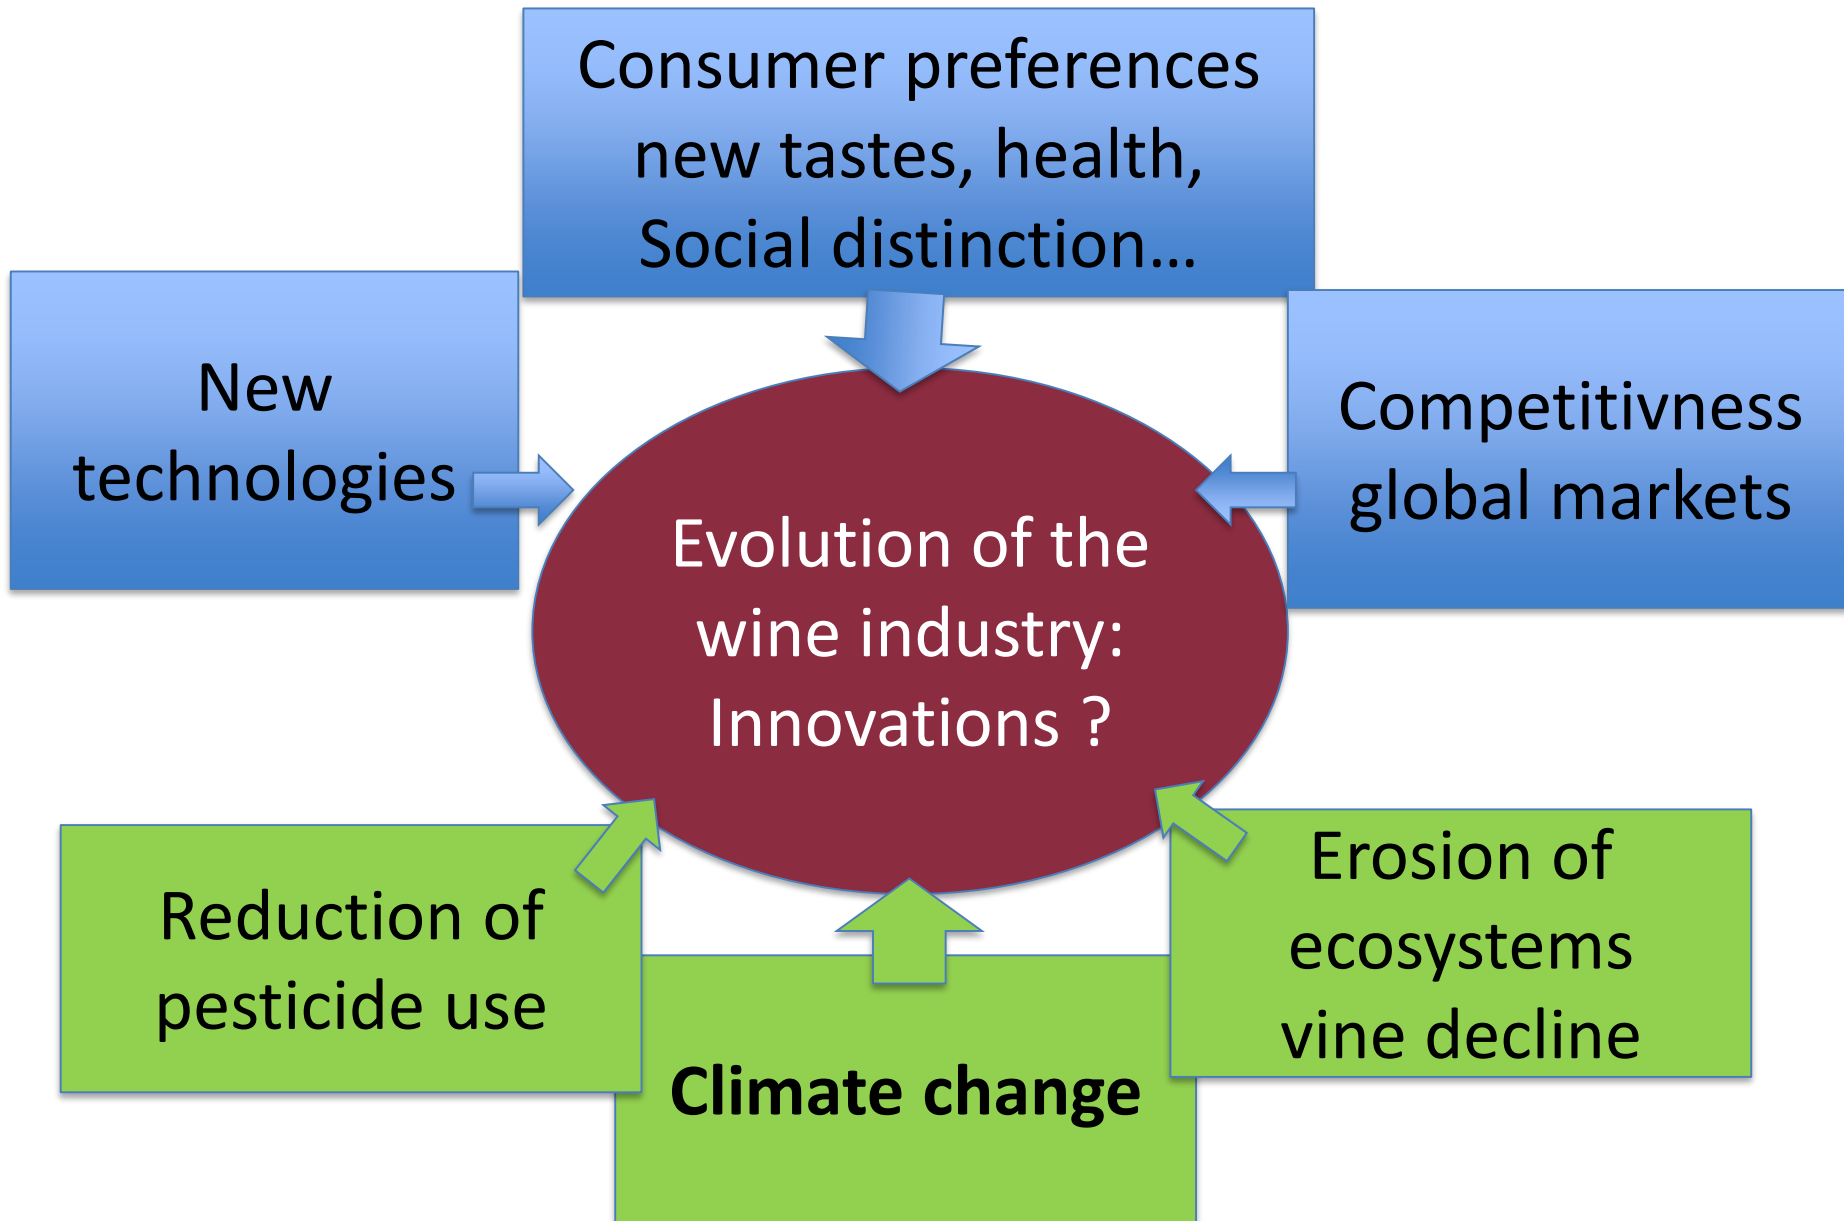 Consumer preferences
new tastes, health,
Social distinction…
New
technologies
Competitivness
global markets
Evolution of the
wine industry:
Innovations ?
Reduction of
pesticide use
Climate change
Erosion of
ecosystems
vine decline